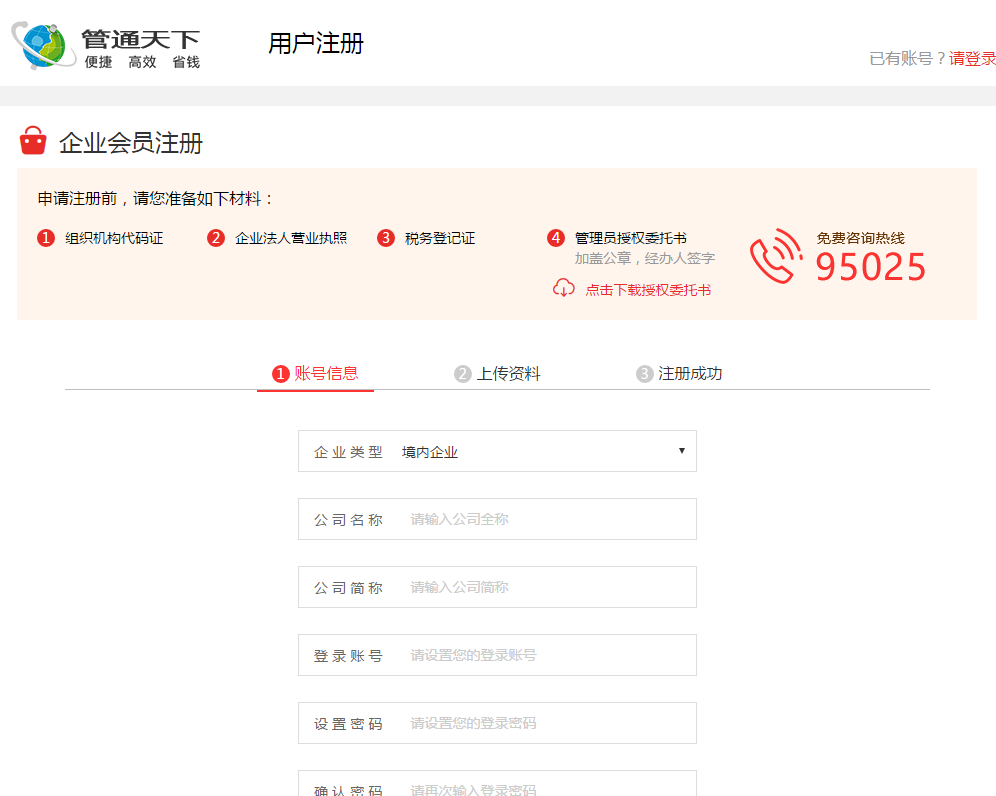 管通天下
便捷 高效 省钱
用户注册
已有账号？请登录
企业会员注册
申请注册前，请您准备如下材料：
1 组织机构代码证
2 企业法人营业执照
3 税务登记证
4 管理员授权委托书
加盖公章，经办人签字
点击下载授权委托书
免费咨询热线
95025
1 账号信息
2 上传资料
3 注册成功
企业类型 境内企业
公司名称 请输入公司全称
公司简称 请输入公司简称
登录账号 请设置您的登录账号
设置密码 请设置您的登录密码
确认密码 请再次输入登录密码